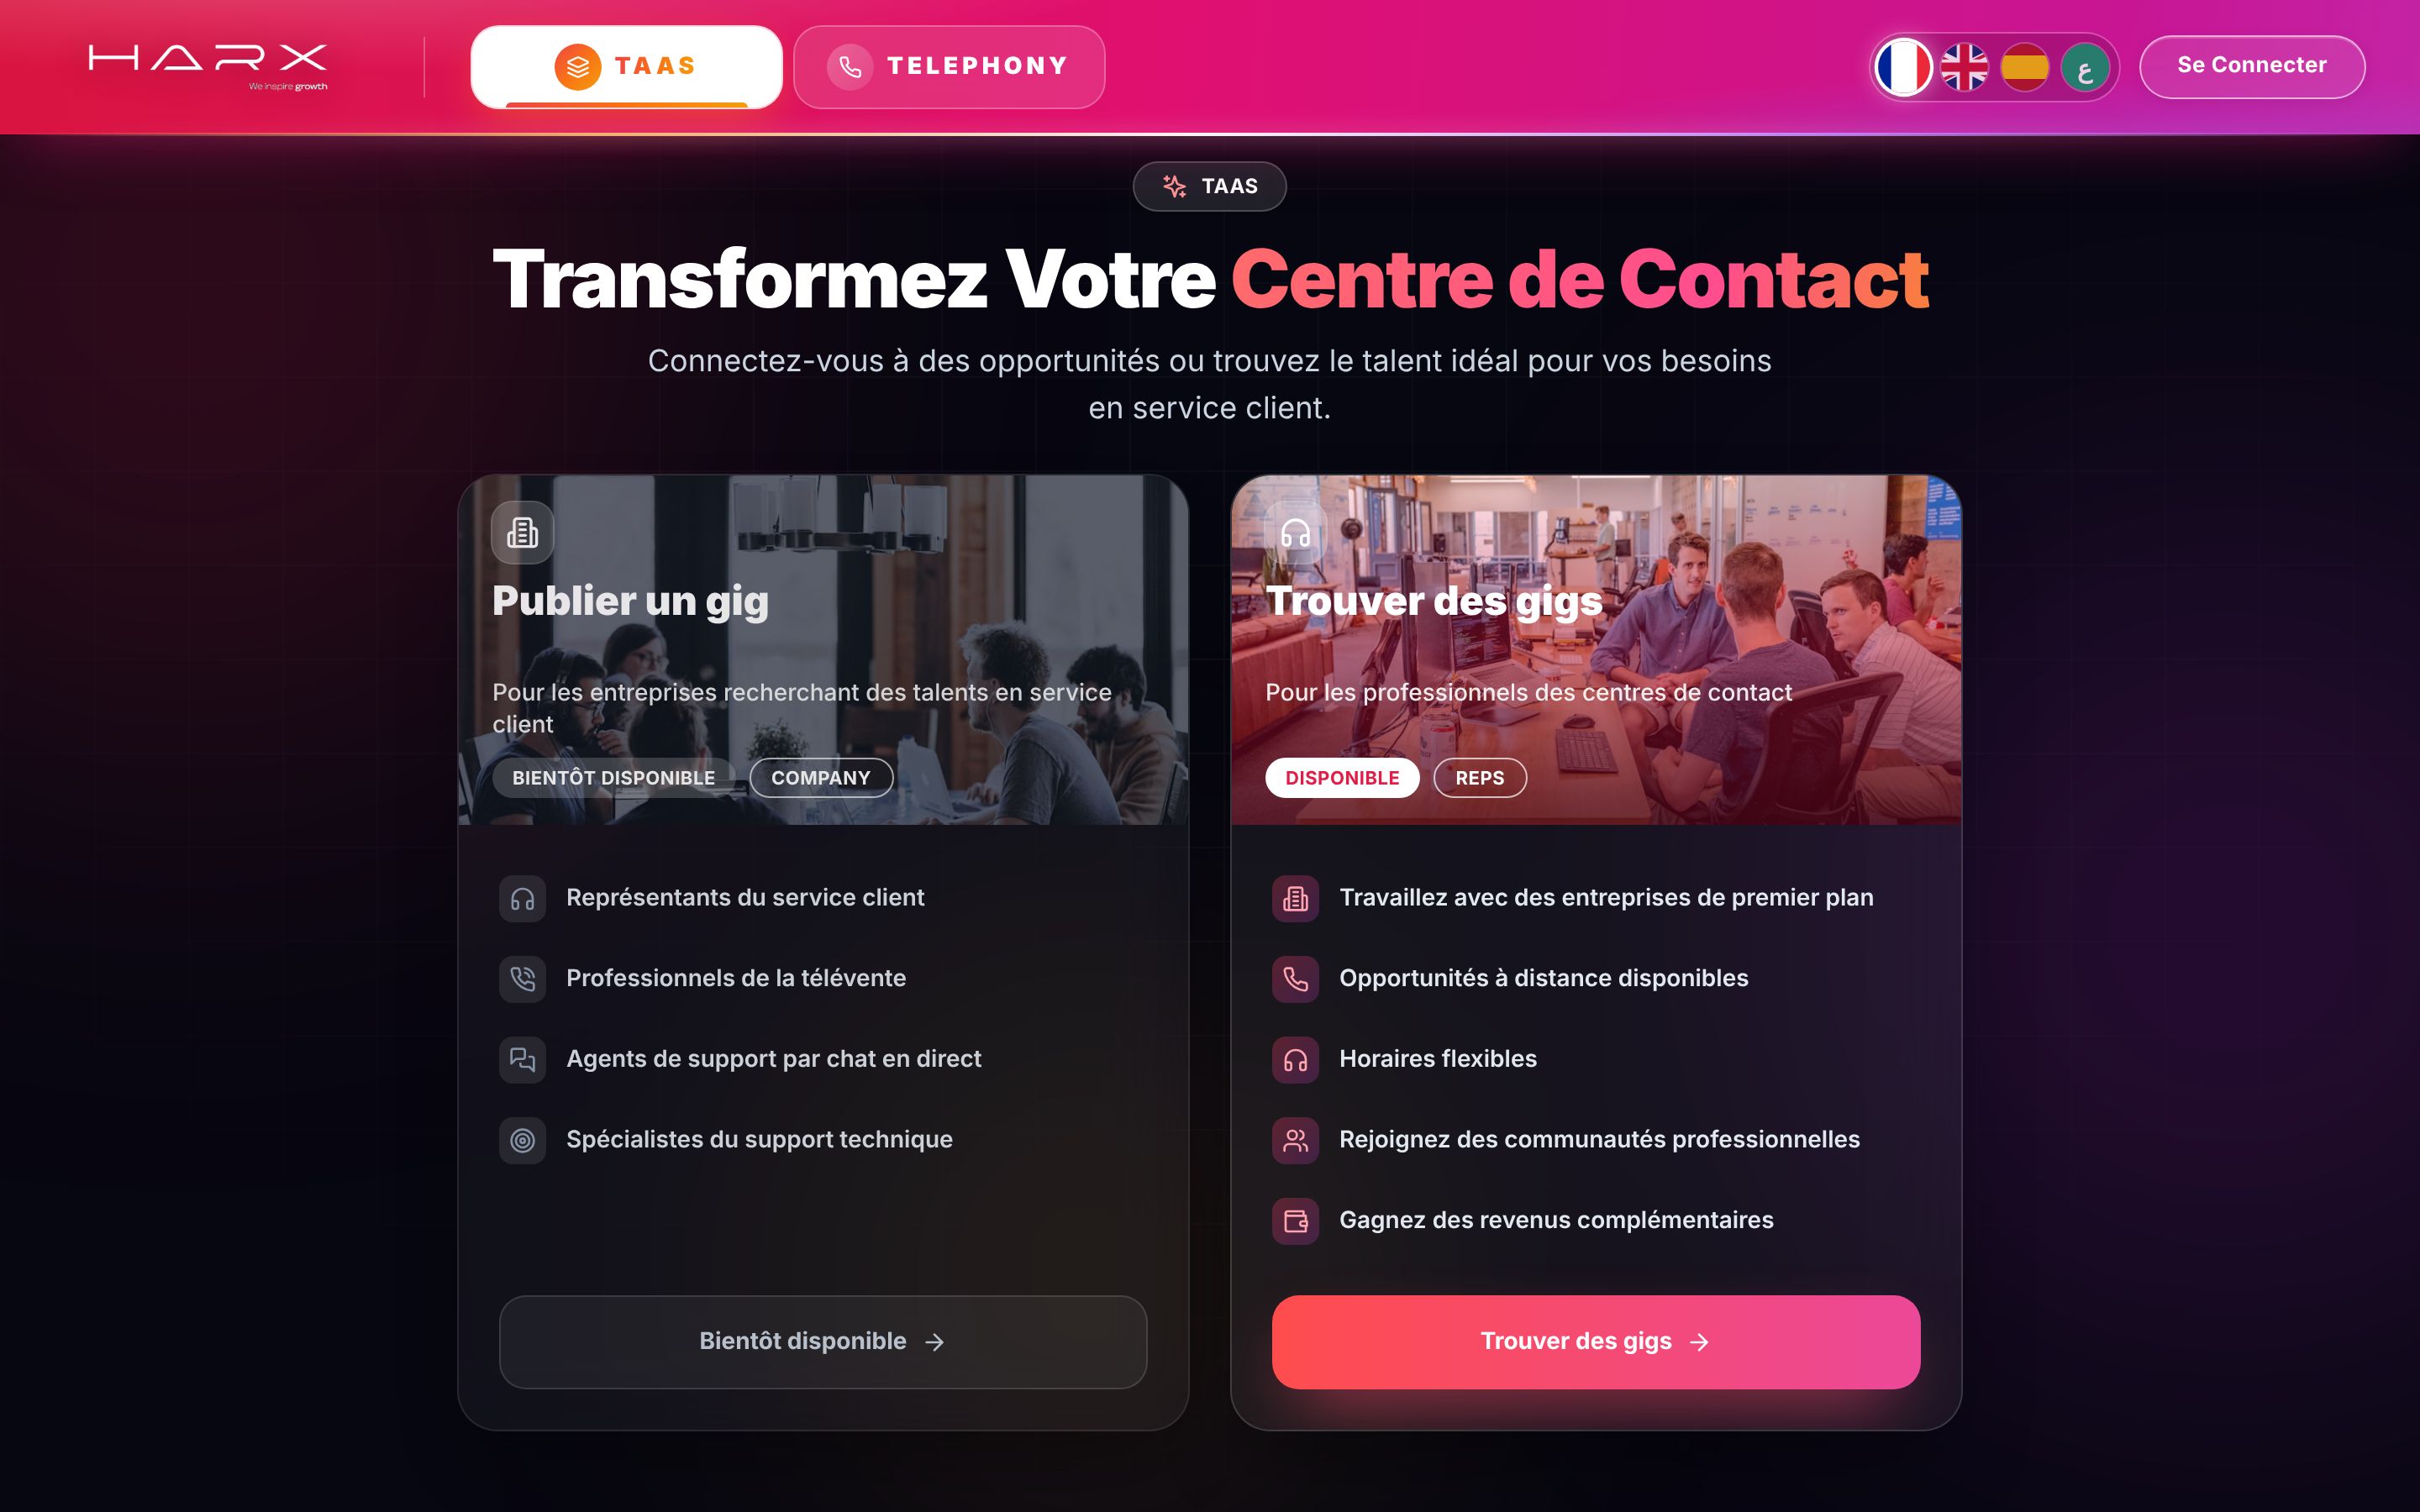 HARX
We inspire growth
TAAS
TELEPHONY
ع
Se Connecter
TAAS
Transformez Votre Centre de Contact
Connectez-vous à des opportunités ou trouvez le talent idéal pour vos besoins
en service client.
Publier un gig
Pour les entreprises recherchant des talents en service
client
BIENTÔT DISPONIBLE
COMPANY
Représentants du service client
Professionnels de la télévente
Agents de support par chat en direct
Spécialistes du support technique
Bientôt disponible
Trouver des gigs
Pour les professionnels des centres de contact
DISPONIBLE
REPS
Travaillez avec des entreprises de premier plan
Opportunités à distance disponibles
Horaires flexibles
Rejoignez des communautés professionnelles
Gagnez des revenus complémentaires
Trouver des gigs